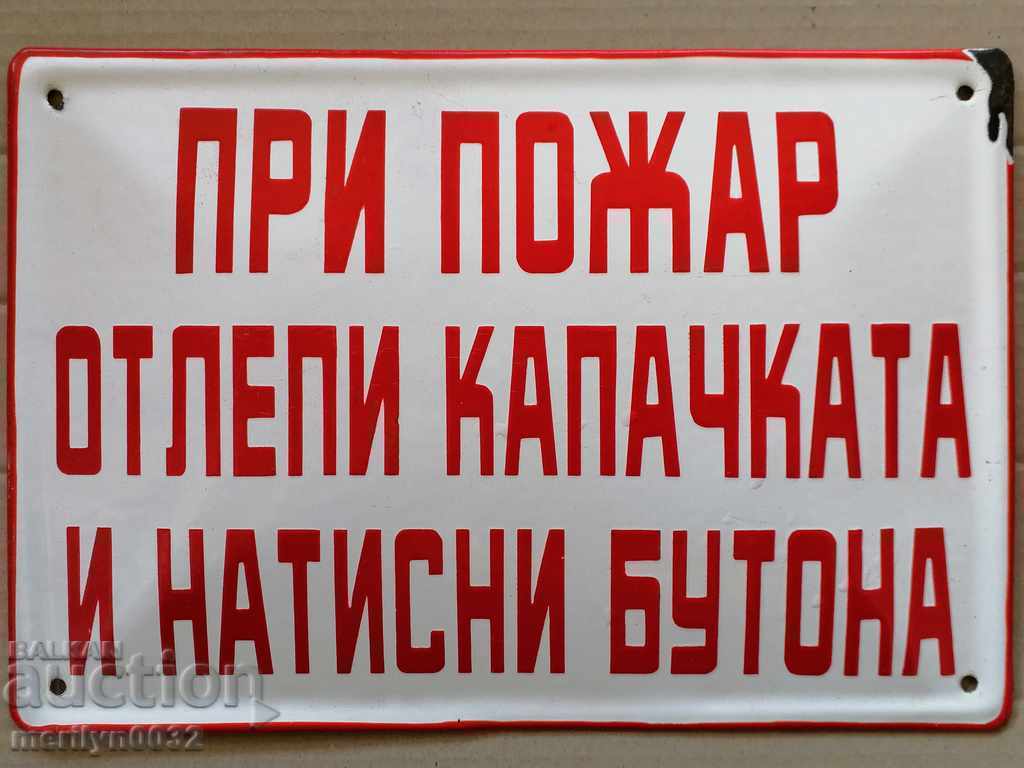 ПРИ ПОЖАР
ОТЛЕПИ КАПАЧКАТА
И НАТИСНИ БУТОНА
BALKAN
auction
merilyn0032